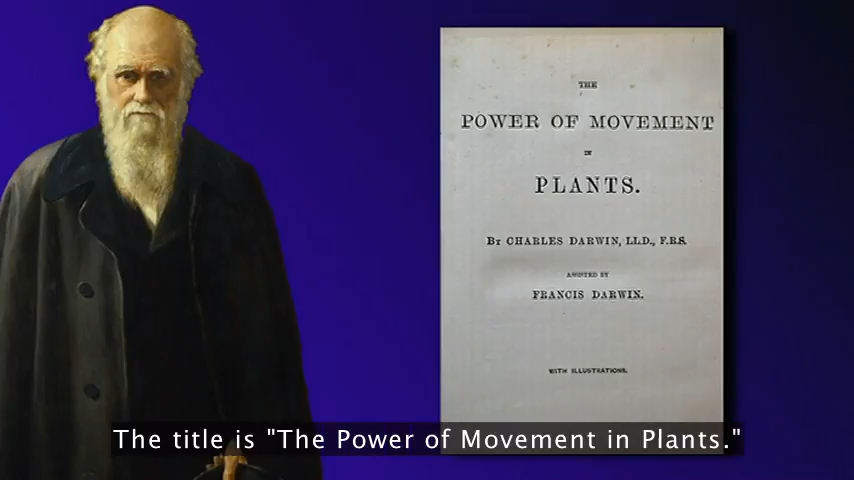 THE
POWER OF MOVEMENT
IN
PLANTS.
BY CHARLES DARWIN, LL.D., F.R.S.
ASSISTED BY
FRANCIS DARWIN.
WITH ILLUSTRATIONS.
The title is "The Power of Movement in Plants."